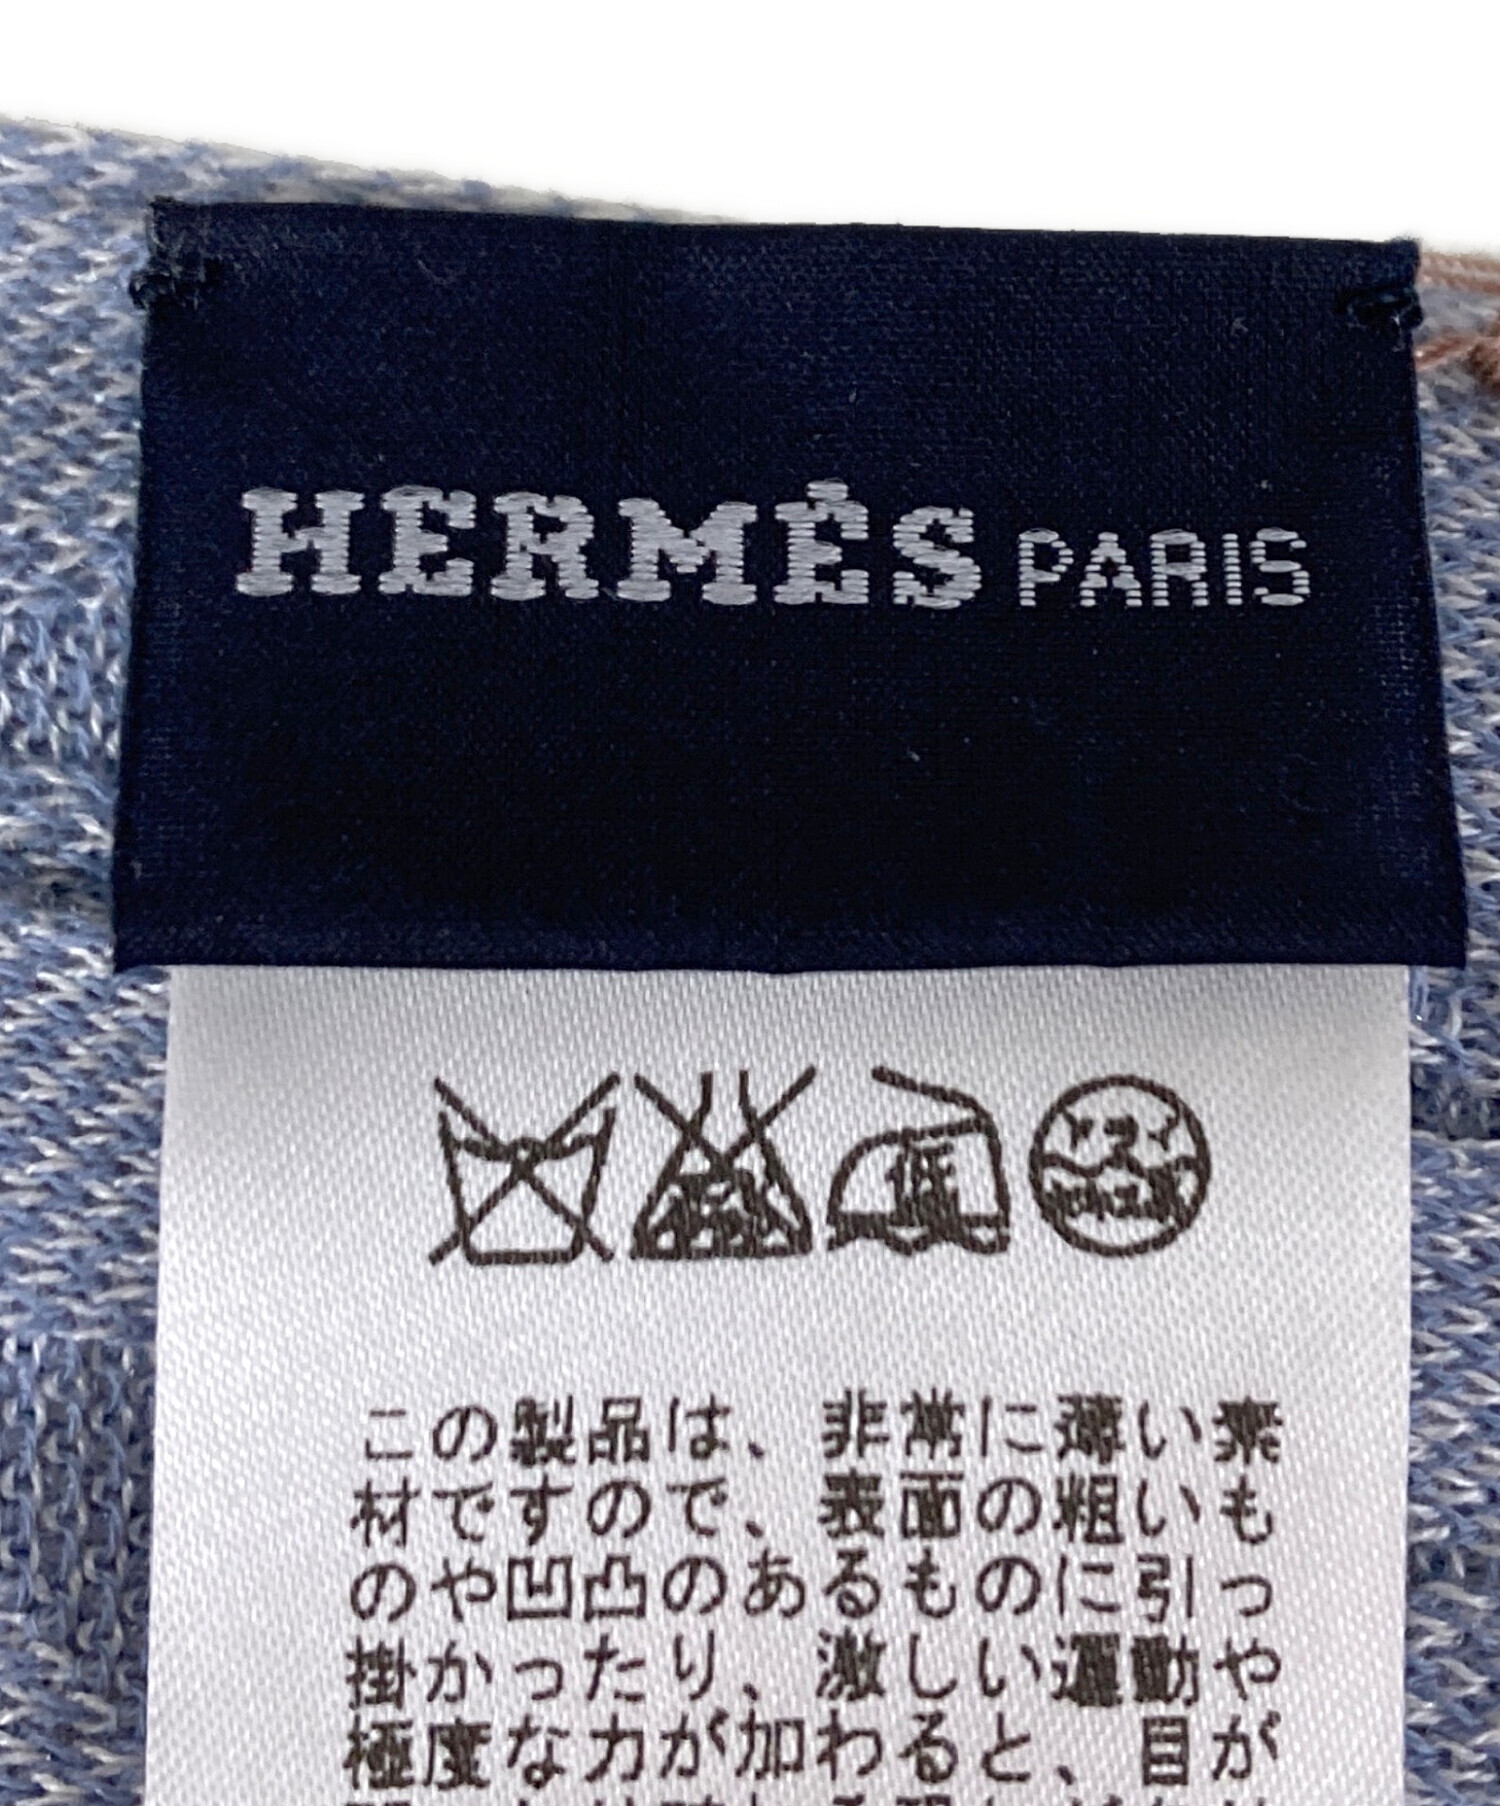 HERMÈS PARIS
低
この製品は、非常に薄い素
材ですので、表面の粗いも
のや凹凸のあるものに引っ
掛かったり、激しい運動や
極度な力が加わると、目が